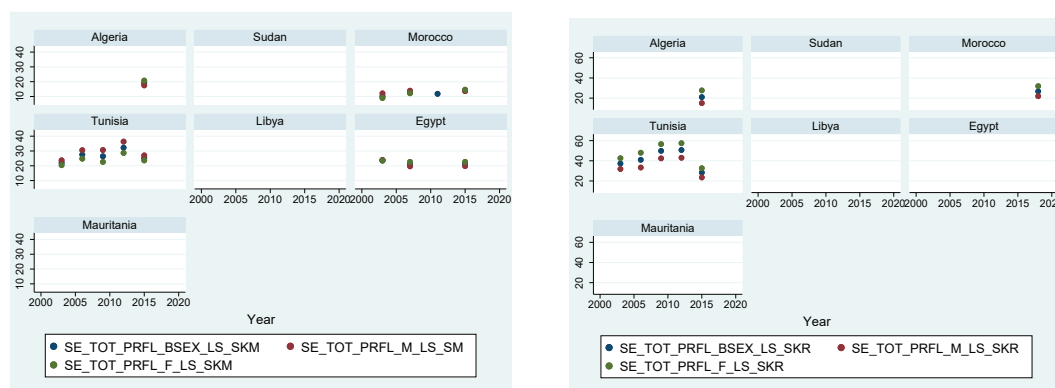 Algeria
Sudan
Morocco
10 20 30 40
Tunisia
Libya
Egypt
10 20 30 40
2000 2005 2010 2015 2020 2000 2005 2010 2015 2020
Mauritania
10 20 30 40
2000 2005 2010 2015 2020
Year
SE_TOT_PRFL_BSEX_LS_SKM
SE_TOT_PRFL_M_LS_SM
SE_TOT_PRFL_F_LS_SKM
Algeria
Sudan
Morocco
20 40 60
Tunisia
Libya
Egypt
20 40 60
2000 2005 2010 2015 2020 2000 2005 2010 2015
Mauritania
20 40 60
2000 2005 2010 2015 2020
Year
SE_TOT_PRFL_BSEX_LS_SKR
SE_TOT_PRFL_M_LS_SKR
SE_TOT_PRFL_F_LS_SKR